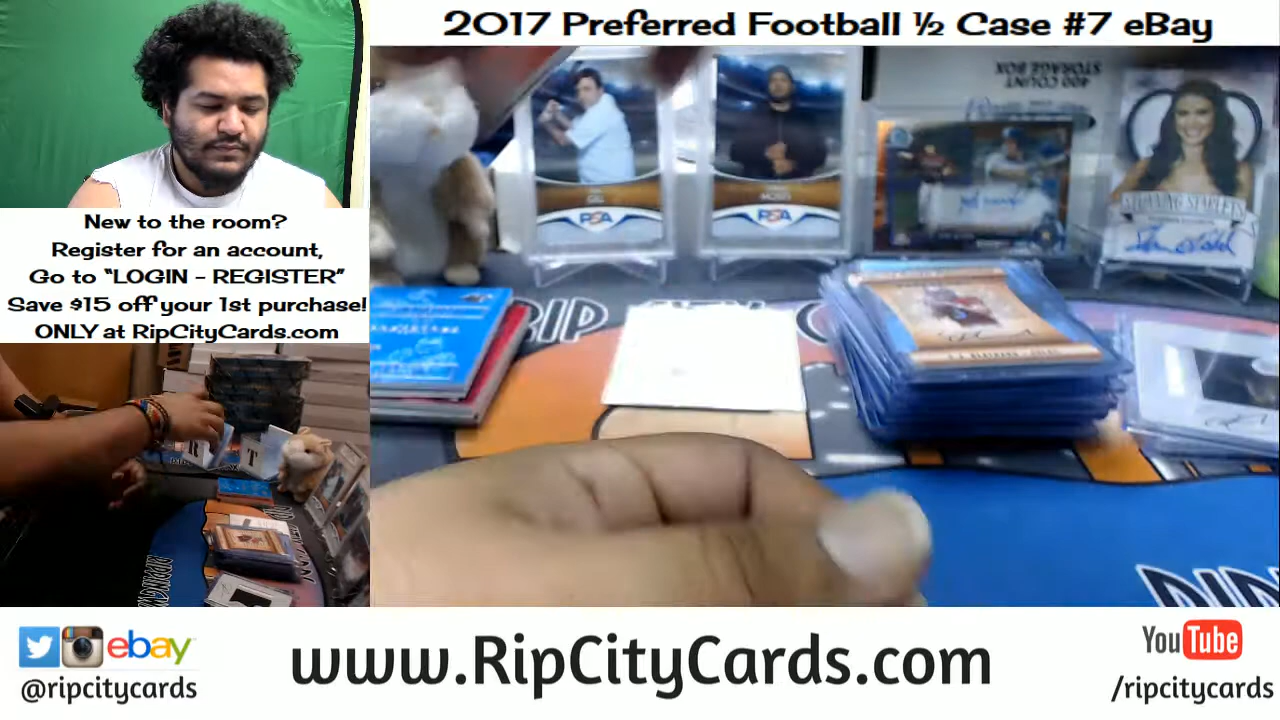 2017 Preferred Football ½ Case #7 eBay
400 COUNT
STORAGE BOX
PSA
PSA
New to the room?
Register for an account,
Go to “LOGIN - REGISTER”
Save $15 off your 1st purchase!
ONLY at RipCityCards.com
RIP
R
T
ebay
@ripcitycards
www.RipCityCards.com
YouTube
/ripcitycards